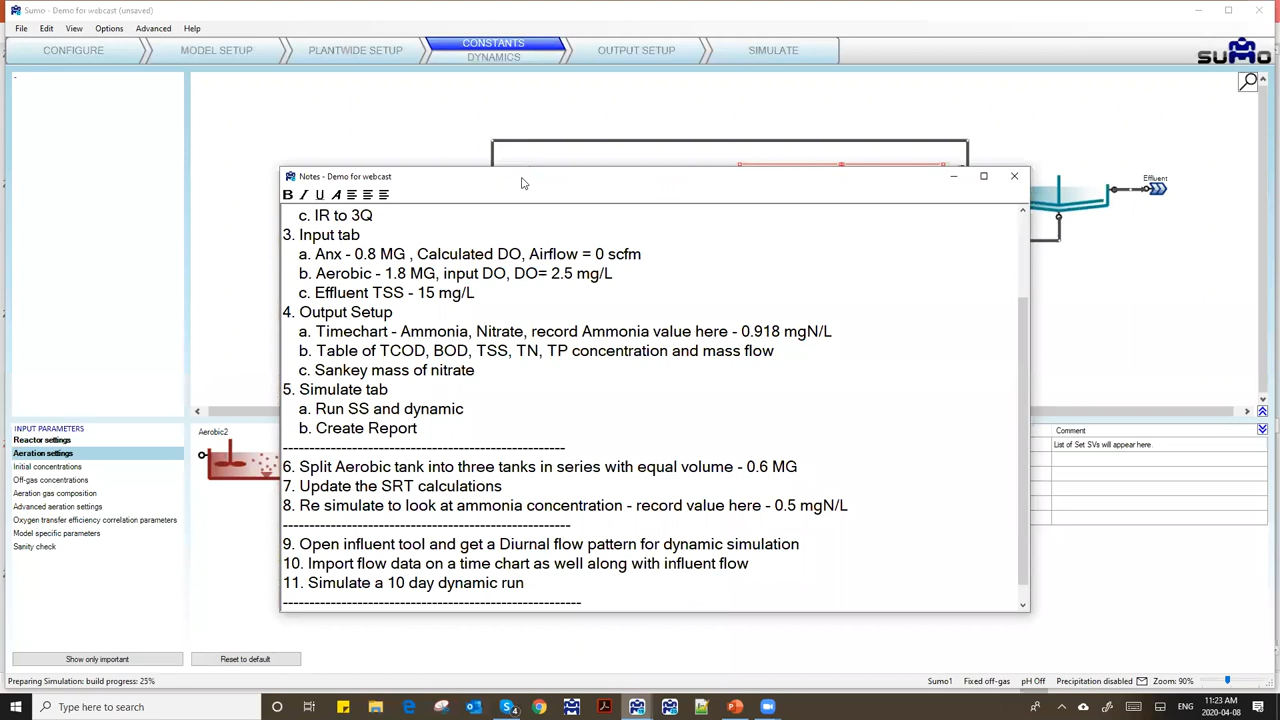 Sumo - Demo for webcast (unsaved)
File Edit View Options Advanced Help
CONFIGURE MODEL SETUP PLANTWIDE SETUP CONSTANTS OUTPUT SETUP SIMULATE
DYNAMICS
sumo
-
Effluent
Notes - Demo for webcast
B I U A
c. IR to 3Q
3. Input tab
a. Anx - 0.8 MG , Calculated DO, Airflow = 0 scfm
b. Aerobic - 1.8 MG, input DO, DO= 2.5 mg/L
c. Effluent TSS - 15 mg/L
4. Output Setup
a. Timechart - Ammonia, Nitrate, record Ammonia value here - 0.918 mgN/L
b. Table of TCOD, BOD, TSS, TN, TP concentration and mass flow
c. Sankey mass of nitrate
5. Simulate tab
a. Run SS and dynamic
b. Create Report
-----------------------------------------------------
6. Split Aerobic tank into three tanks in series with equal volume - 0.6 MG
7. Update the SRT calculations
8. Re simulate to look at ammonia concentration - record value here - 0.5 mgN/L
------------------------------------------------------
9. Open influent tool and get a Diurnal flow pattern for dynamic simulation
10. Import flow data on a time chart as well along with influent flow
11. Simulate a 10 day dynamic run
--------------------------------------------------------
INPUT PARAMETERS
Reactor settings
Aeration settings
Initial concentrations
Off-gas concentrations
Aeration gas composition
Advanced aeration settings
Oxygen transfer efficiency correlation parameters
Model specific parameters
Sanity check
Aerobic2
Comment
List of Set SVs will appear here.
Show only important
Reset to default
Preparing Simulation: build progress: 25%
Sumo1 Fixed off-gas pH Off Precipitation disabled Zoom: 90%
Type here to search
4
11:23 AM
2020-04-08